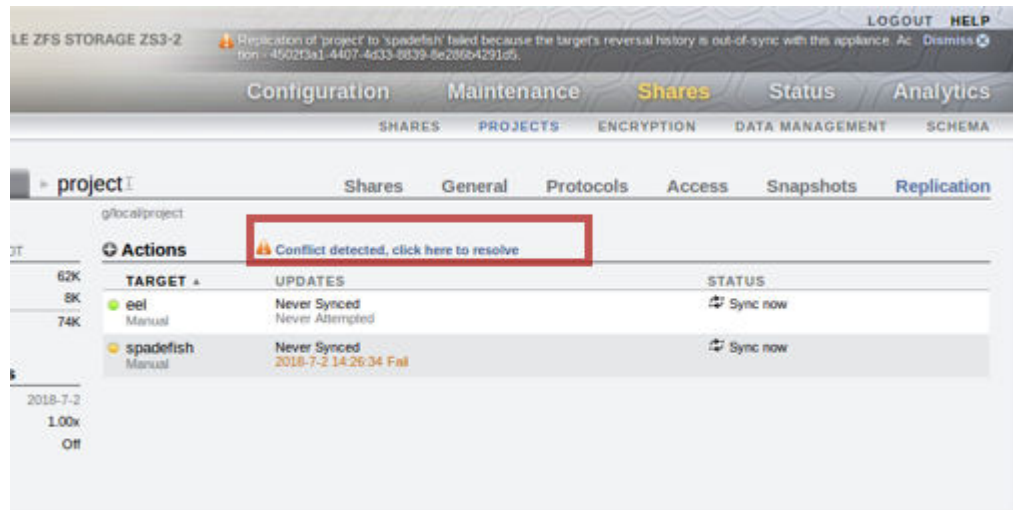 LOGOUT HELP
LE ZFS STORAGE ZS3-2
Replication of 'project' to 'spadefish' failed because the target's reversal history is out-of-sync with this appliance. Ac Dismiss
tion - 4502f3a1-4407-4d33-8839-8e286b4291d5.
Configuration Maintenance Shares Status Analytics
SHARES PROJECTS ENCRYPTION DATA MANAGEMENT SCHEMA
project
Shares General Protocols Access Snapshots Replication
g/local/project
OT
Actions
Conflict detected, click here to resolve
62K
8K
74K
TARGET UPDATES STATUS
eel Never Synced Sync now
Manual Never Attempted
spadefish Never Synced Sync now
Manual 2018-7-2 14:26:34 Fail
s
2018-7-2
1.00x
Off